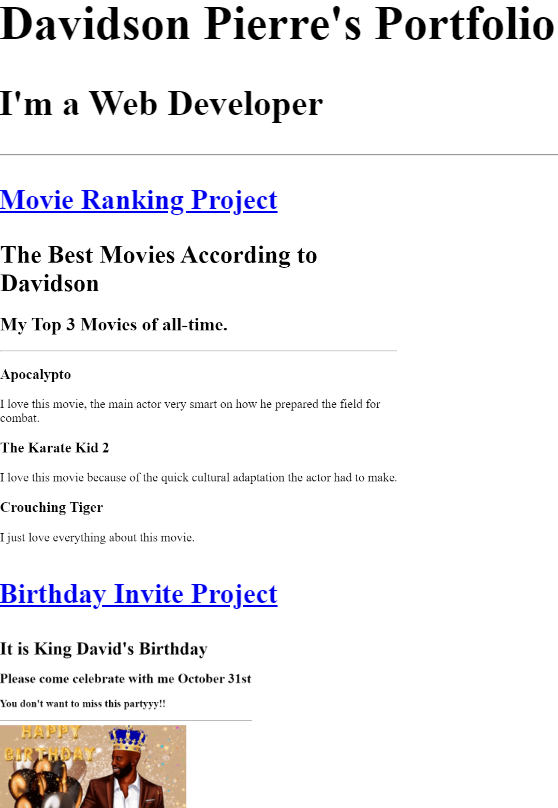 Davidson Pierre's Portfolio
I'm a Web Developer
Movie Ranking Project
The Best Movies According to
Davidson
My Top 3 Movies of all-time.
Apocalypto
I love this movie, the main actor very smart on how he prepared the field for
combat.
The Karate Kid 2
I love this movie because of the quick cultural adaptation the actor had to make.
Crouching Tiger
I just love everything about this movie.
Birthday Invite Project
It is King David's Birthday
Please come celebrate with me October 31st
You don't want to miss this partyyy!!
HAPPY
BIRTHDAY